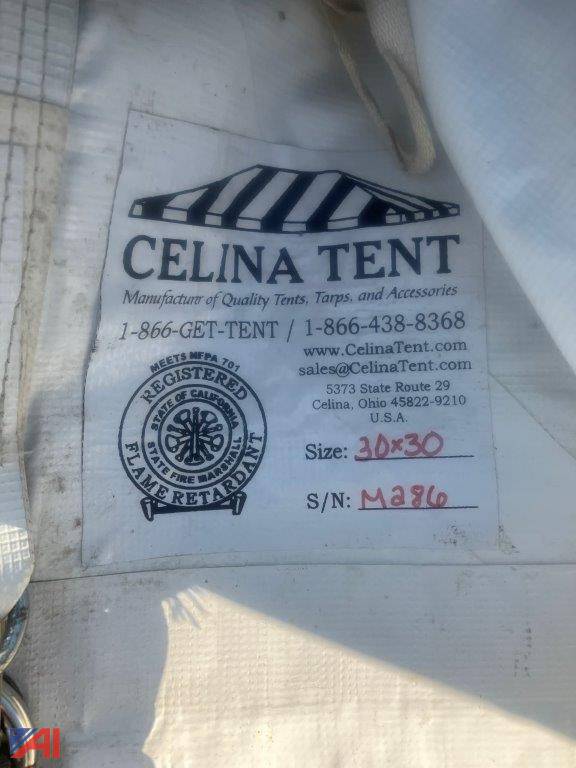 CELINA TENT
Manufacturer of Quality Tents, Tarps, and Accessories
1-866-GET-TENT / 1-866-438-8368
www.CelinaTent.com
sales@CelinaTent.com
5373 State Route 29
Celina, Ohio 45822-9210
U.S.A.
MEETS NFPA 701
REGISTERED
STATE OF CALIFORNIA
STATE FIRE MARSHALL
FLAME RETARDANT
Size: 30x30
S/N: M286
AI